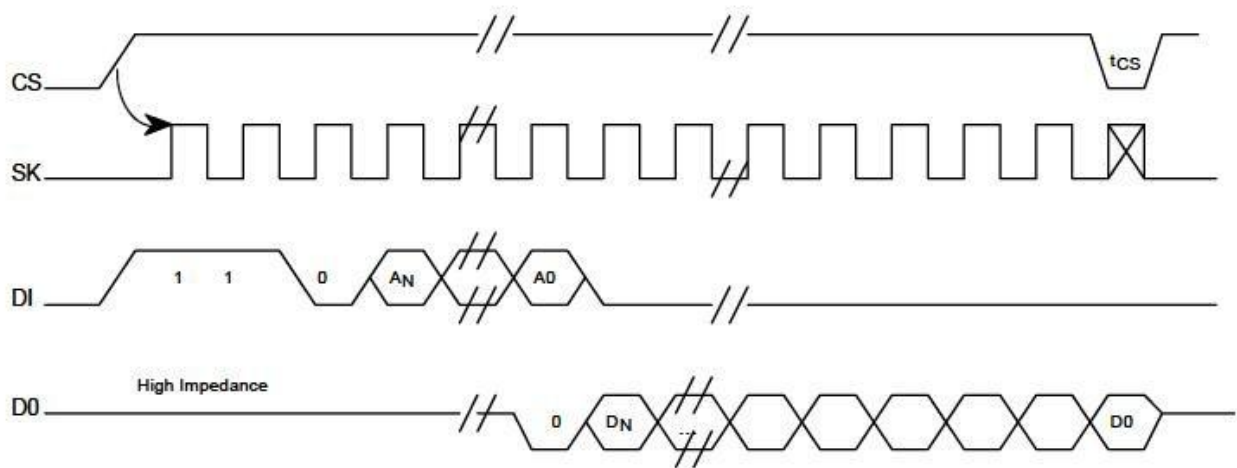 CS
tCS
SK
DI
1 1 0 AN A0
High Impedance
D0
0 DN ... D0